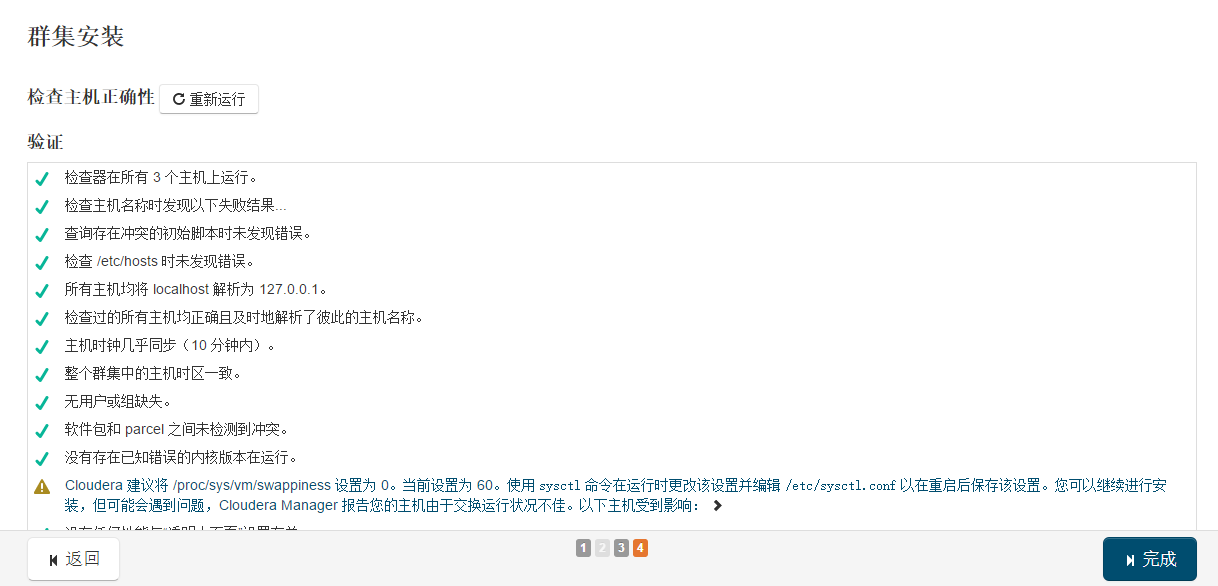 群集安装
检查主机正确性 重新运行
验证
检查器在所有 3 个主机上运行。
检查主机名称时发现以下失败结果...
查询存在冲突的初始脚本时未发现错误。
检查 /etc/hosts 时未发现错误。
所有主机均将 localhost 解析为 127.0.0.1。
检查过的所有主机均正确且及时地解析了彼此的主机名称。
主机时钟几乎同步（10 分钟内）。
整个群集中的主机时区一致。
无用户或组缺失。
软件包和 parcel 之间未检测到冲突。
没有存在已知错误的内核版本在运行。
Cloudera 建议将 /proc/sys/vm/swappiness 设置为 0。当前设置为 60。使用 sysctl 命令在运行时更改该设置并编辑 /etc/sysctl.conf 以在重启后保存该设置。您可以继续进行安
装，但可能会遇到问题，Cloudera Manager 报告您的主机由于交换运行状况不佳。以下主机受到影响：
返回 1 2 3 4 完成